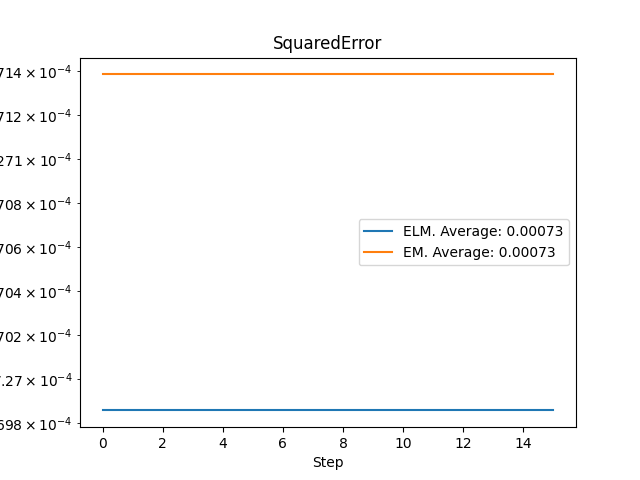 SquaredError
714 × 10⁻⁴
712 × 10⁻⁴
271 × 10⁻⁴
708 × 10⁻⁴
706 × 10⁻⁴
704 × 10⁻⁴
702 × 10⁻⁴
7.27 × 10⁻⁴
698 × 10⁻⁴
ELM. Average: 0.00073
EM. Average: 0.00073
0 2 4 6 8 10 12 14
Step